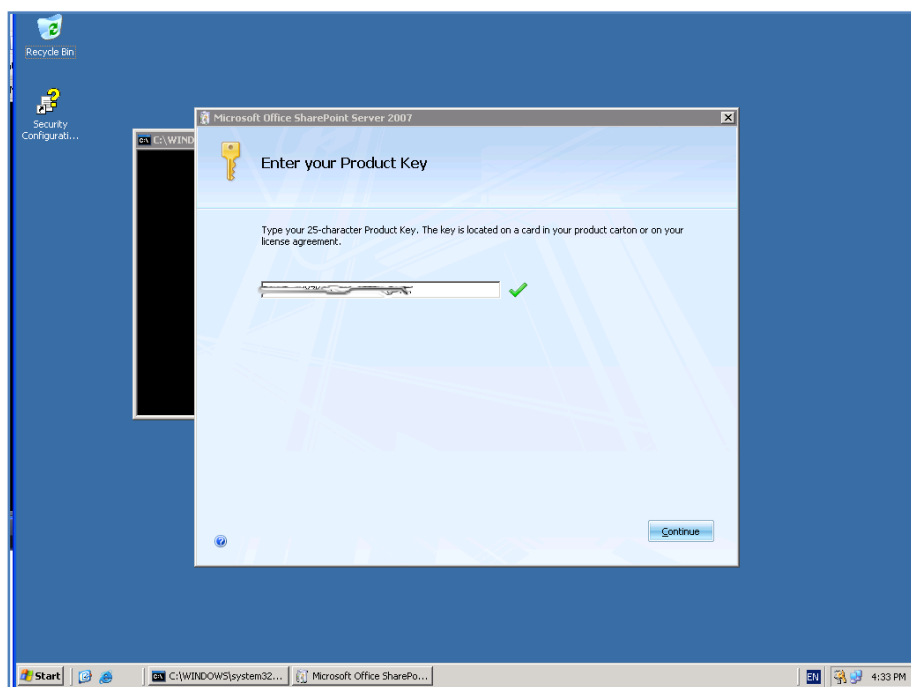 Recycle Bin
Security
Configurati...
C:\WIND
Microsoft Office SharePoint Server 2007
Enter your Product Key
Type your 25-character Product Key. The key is located on a card in your product carton or on your
license agreement.
Continue
Start
C:\WINDOWS\system32...
Microsoft Office SharePo...
EN
4:33 PM